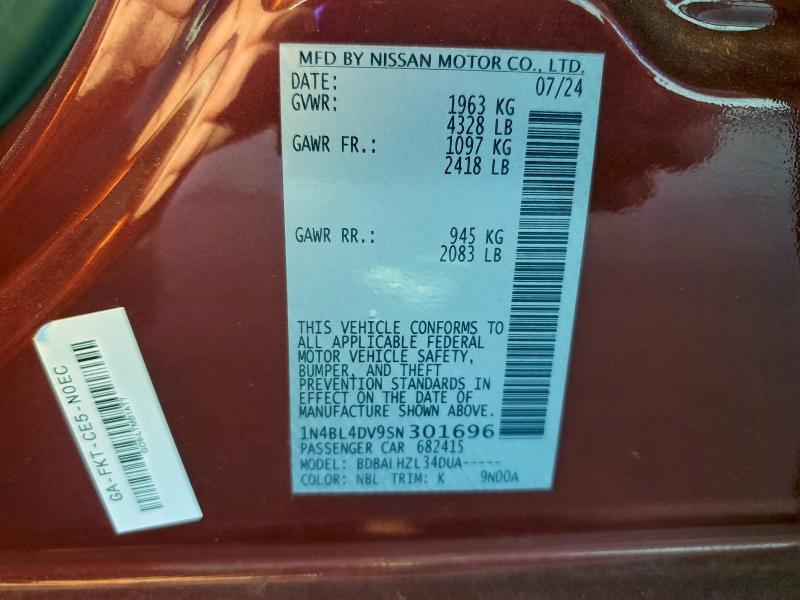 MFD BY NISSAN MOTOR CO., LTD.
DATE: 07/24
GVWR: 1963 KG
4328 LB
GAWR FR.: 1097 KG
2418 LB
GAWR RR.: 945 KG
2083 LB
THIS VEHICLE CONFORMS TO
ALL APPLICABLE FEDERAL
MOTOR VEHICLE SAFETY,
BUMPER, AND THEFT
PREVENTION STANDARDS IN
EFFECT ON THE DATE OF
MANUFACTURE SHOWN ABOVE.
1N4BL4DV9SN301696
PASSENGER CAR 682415
MODEL: BDBALHZL34DUA-----
COLOR: NBL TRIM: K 9N00A
GA-FKT-CE5-N0EC